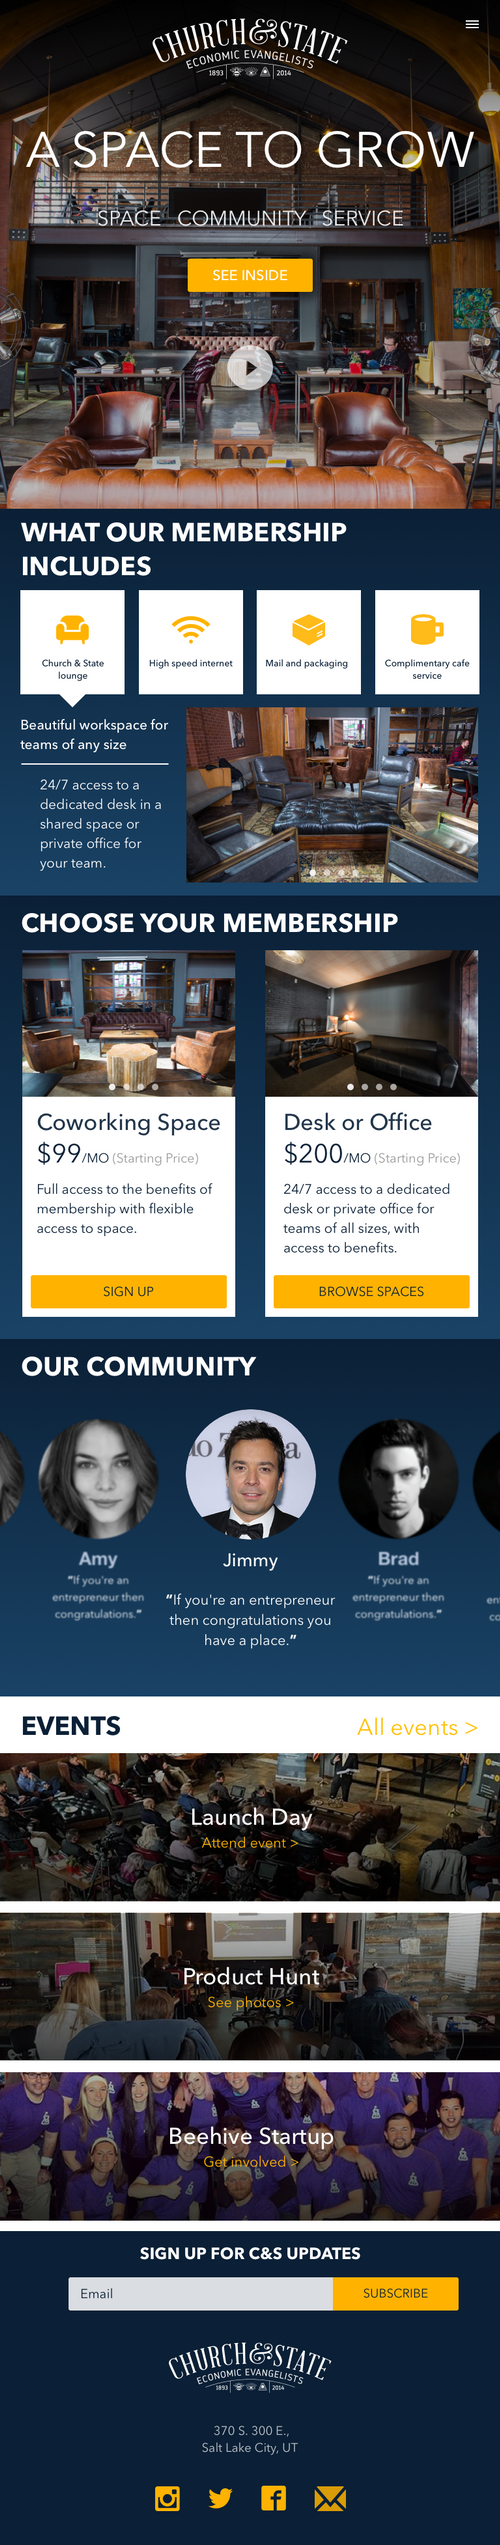 CHURCH & STATE
ECONOMIC EVANGELISTS
1893 2014
A SPACE TO GROW
SPACE COMMUNITY SERVICE
SEE INSIDE
WHAT OUR MEMBERSHIP
INCLUDES
Church & State
lounge
High speed internet
Mail and packaging
Complimentary cafe
service
Beautiful workspace for
teams of any size
24/7 access to a
dedicated desk in a
shared space or
private office for
your team.
CHOOSE YOUR MEMBERSHIP
Coworking Space
$99/MO (Starting Price)
Full access to the benefits of
membership with flexible
access to space.
SIGN UP
Desk or Office
$200/MO (Starting Price)
24/7 access to a dedicated
desk or private office for
teams of all sizes, with
access to benefits.
BROWSE SPACES
OUR COMMUNITY
Amy
"If you're an
entrepreneur then
congratulations."
Jimmy
"If you're an entrepreneur
then congratulations you
have a place."
Brad
"If you're an
entrepreneur then
congratulations."
EVENTS
All events >
Launch Day
Attend event >
Product Hunt
See photos >
Beehive Startup
Get involved >
SIGN UP FOR C&S UPDATES
Email
SUBSCRIBE
CHURCH & STATE
ECONOMIC EVANGELISTS
1893 2014
370 S. 300 E.,
Salt Lake City, UT